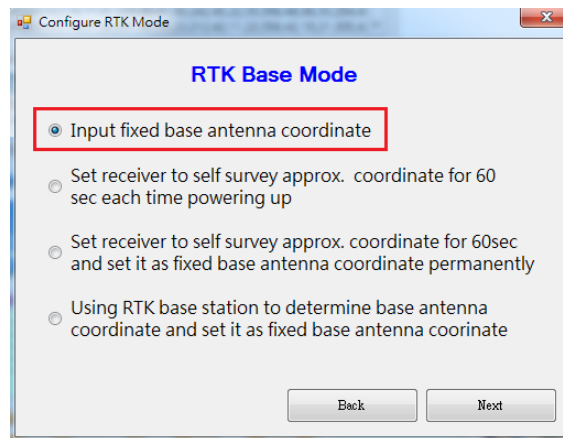 Configure RTK Mode
RTK Base Mode
Input fixed base antenna coordinate
Set receiver to self survey approx. coordinate for 60
sec each time powering up
Set receiver to self survey approx. coordinate for 60sec
and set it as fixed base antenna coordinate permanently
Using RTK base station to determine base antenna
coordinate and set it as fixed base antenna coorinate
Back
Next